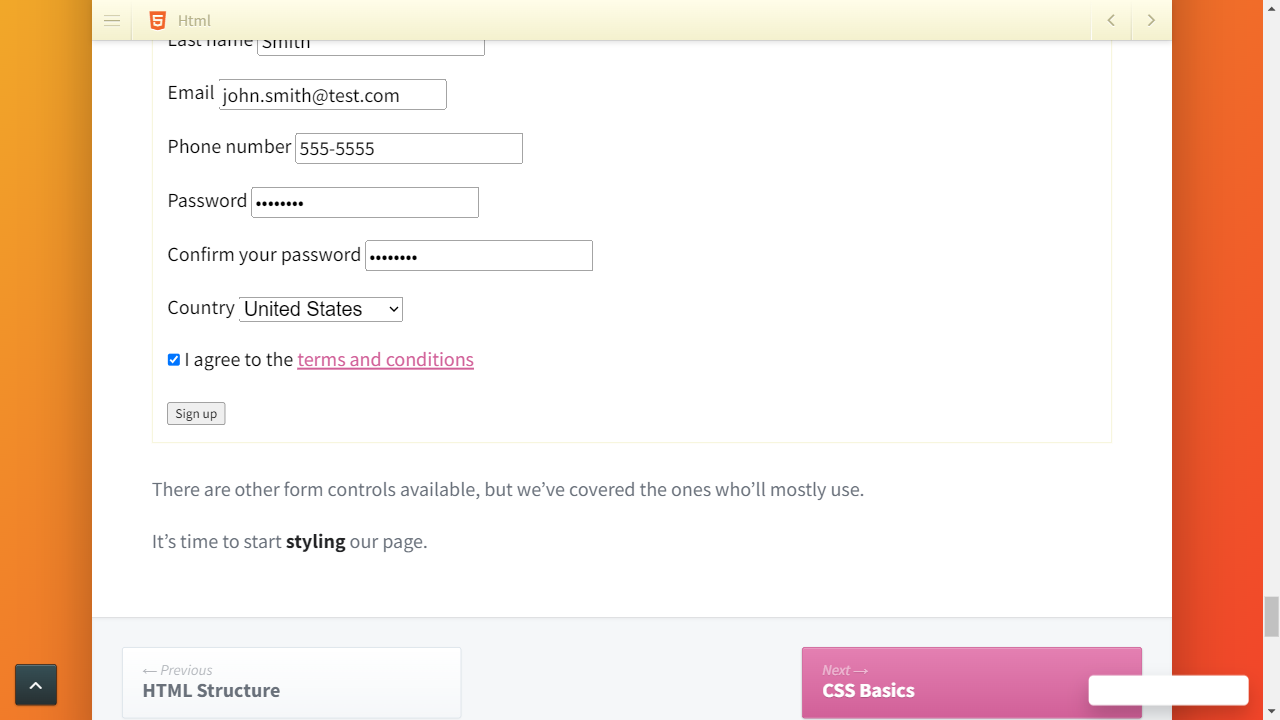 Html
Last name Smith
Email john.smith@test.com
Phone number 555-5555
Password ••••••••
Confirm your password ••••••••
Country United States
I agree to the terms and conditions
Sign up
There are other form controls available, but we’ve covered the ones who’ll mostly use.
It’s time to start styling our page.
← Previous
HTML Structure
Next →
CSS Basics